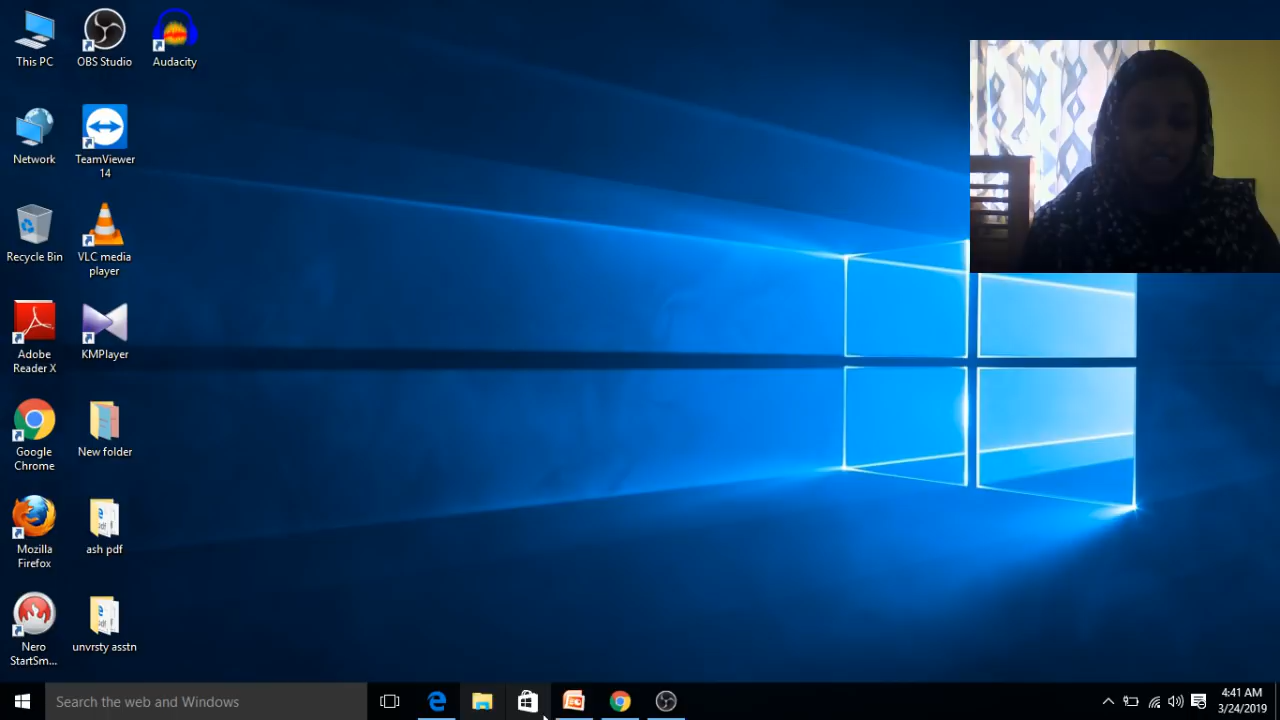 This PC
OBS Studio
Audacity
Network
TeamViewer
14
Recycle Bin
VLC media
player
Adobe
Reader X
KMPlayer
Google
Chrome
New folder
Mozilla
Firefox
ash pdf
Nero
StartSm...
unvrsty asstn
Search the web and Windows
4:41 AM
3/24/2019